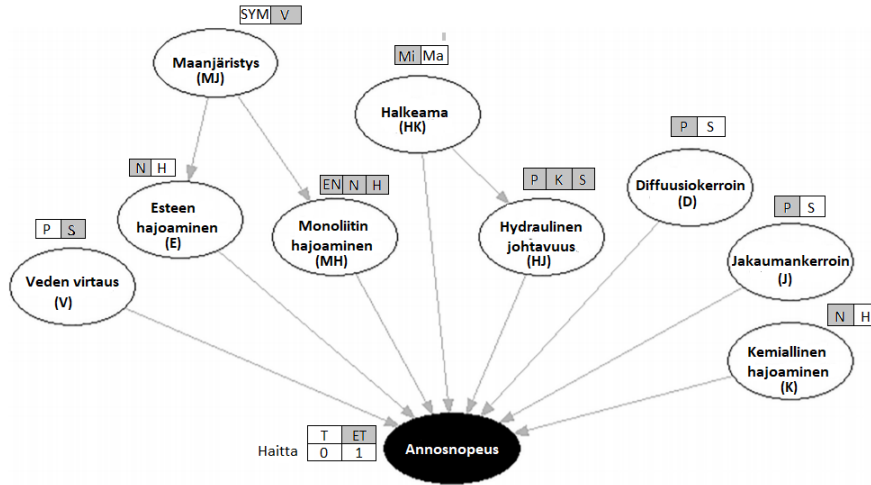 SYM V
Maanjäristys
(MJ)
Mi Ma
Halkeama
(HK)
P S
Diffuusiokerroin
(D)
N H
Esteen
hajoaminen
(E)
EN N H
Monoliitin
hajoaminen
(MH)
P K S
Hydraulinen
johtavuus
(HJ)
P S
Jakaumankerroin
(J)
P S
Veden virtaus
(V)
N H
Kemiallinen
hajoaminen
(K)
T ET
Haitta 0 1
Annosnopeus